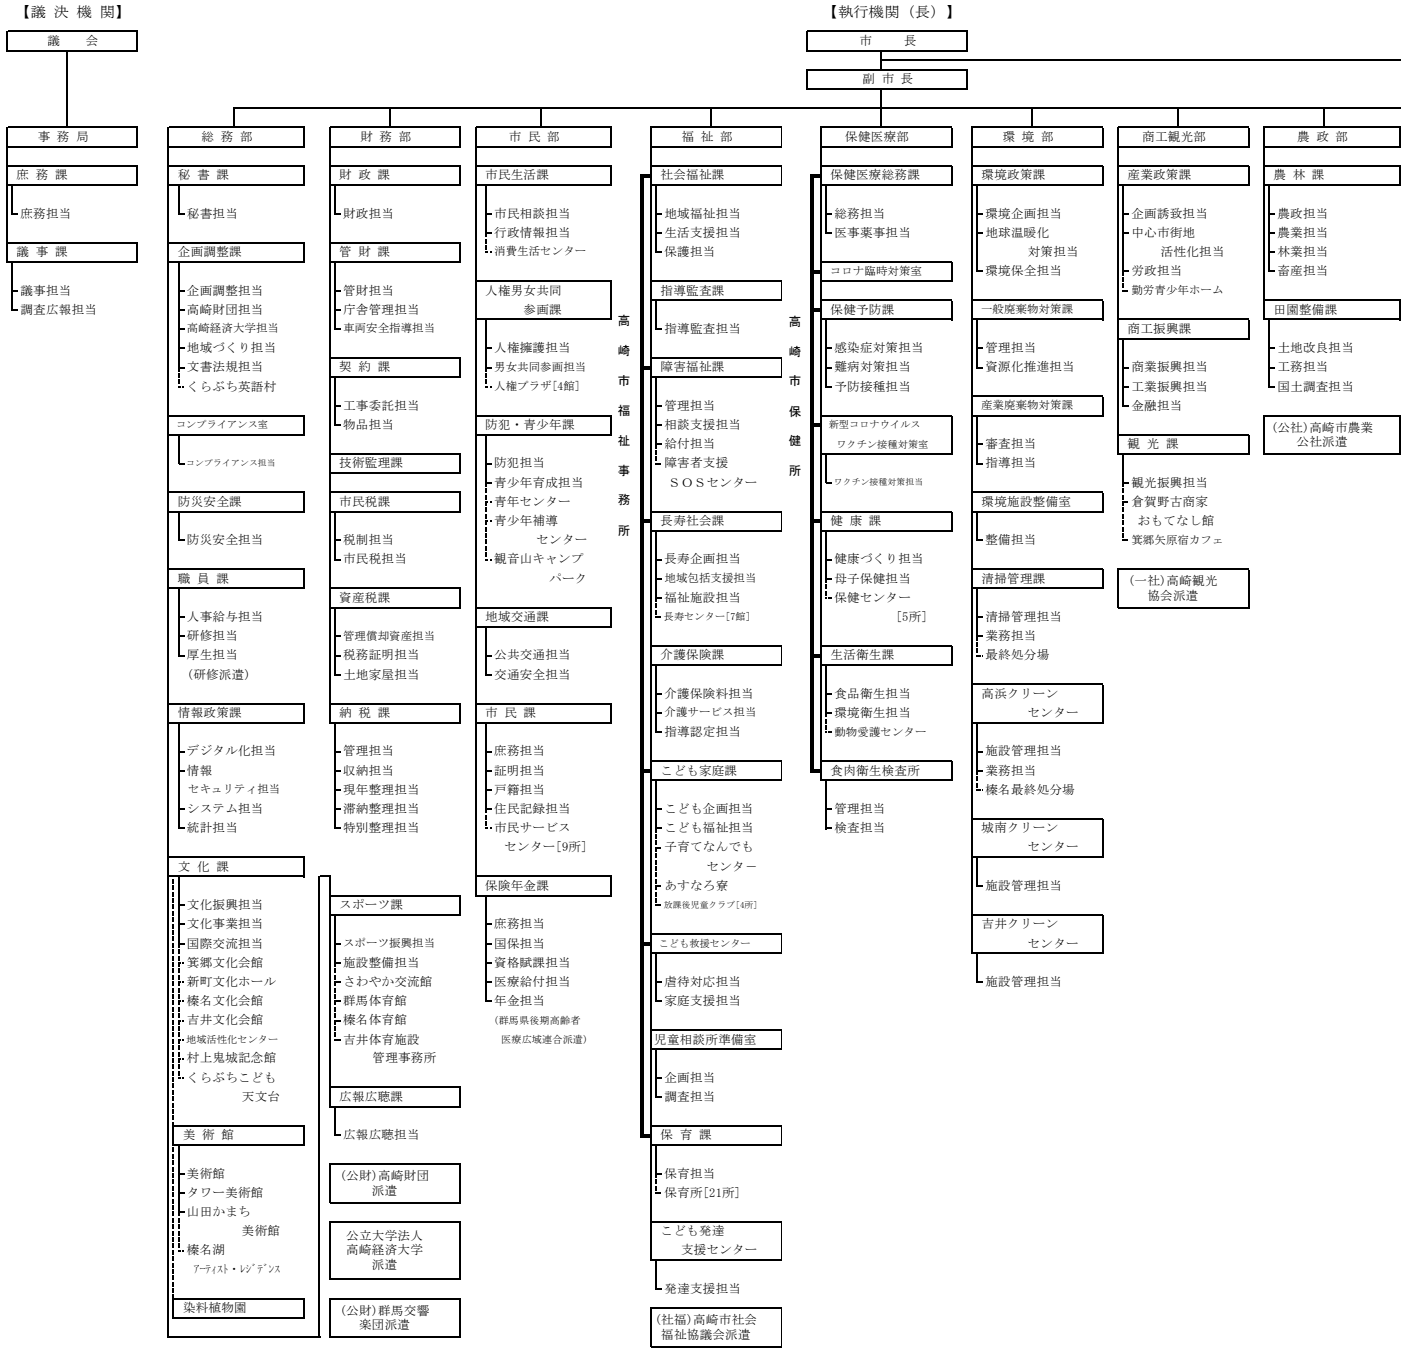 【議 決 機 関】
議 会
事 務 局
庶 務 課
庶務担当
議 事 課
議事担当
調査広報担当
【執行機関（長）】
市 長
副 市 長
総 務 部
秘 書 課
秘書担当
企画調整課
企画調整担当
高崎財団担当
高崎経済大学担当
地域づくり担当
文書法規担当
くらぶち英語村
コンプライアンス室
コンプライアンス担当
防災安全課
防災安全担当
職 員 課
人事給与担当
研修担当
厚生担当
(研修派遣)
情報政策課
デジタル化担当
情報
セキュリティ担当
システム担当
統計担当
文 化 課
文化振興担当
文化事業担当
国際交流担当
箕郷文化会館
新町文化ホール
榛名文化会館
吉井文化会館
地域活性化センター
村上鬼城記念館
くらぶちこども
天文台
美 術 館
美術館
タワー美術館
山田かまち
美術館
榛名湖
ｱｰﾃｨｽﾄ・ﾚｼﾞﾃﾞﾝｽ
染料植物園
財 務 部
財 政 課
財政担当
管 財 課
管財担当
庁舎管理担当
車両安全指導担当
契 約 課
工事委託担当
物品担当
技術監理課
市民税課
税制担当
市民税担当
資産税課
管理償却資産担当
税務証明担当
土地家屋担当
納 税 課
管理担当
収納担当
現年整理担当
滞納整理担当
特別整理担当
スポーツ課
スポーツ振興担当
施設整備担当
さわやか交流館
群馬体育館
榛名体育館
吉井体育施設
管理事務所
広報広聴課
広報広聴担当
(公財)高崎財団
派遣
公立大学法人
高崎経済大学
派遣
(公財)群馬交響
楽団派遣
市 民 部
市民生活課
市民相談担当
行政情報担当
消費生活センター
人権男女共同
参画課
人権擁護担当
男女共同参画担当
人権プラザ[4館]
防犯・青少年課
防犯担当
青少年育成担当
青年センター
青少年補導
センター
観音山キャンプ
パーク
地域交通課
公共交通担当
交通安全担当
市 民 課
庶務担当
証明担当
戸籍担当
住民記録担当
市民サービス
センター[9所]
保険年金課
庶務担当
国保担当
資格賦課担当
医療給付担当
年金担当
(群馬県後期高齢者
医療広域連合派遣)
高崎市福祉事務所
福 祉 部
社会福祉課
地域福祉担当
生活支援担当
保護担当
指導監査課
指導監査担当
障害福祉課
管理担当
相談支援担当
給付担当
障害者支援
ＳＯＳセンター
長寿社会課
長寿企画担当
地域包括支援担当
福祉施設担当
長寿センター[7館]
介護保険課
介護保険料担当
介護サービス担当
指導認定担当
こども家庭課
こども企画担当
こども福祉担当
子育てなんでも
センター
あすなろ寮
放課後児童クラブ[4所]
こども救援センター
虐待対応担当
家庭支援担当
児童相談所準備室
企画担当
調査担当
保 育 課
保育担当
保育所[21所]
こども発達
支援センター
発達支援担当
(社福)高崎市社会
福祉協議会派遣
高崎市保健所
保健医療部
保健医療総務課
総務担当
医事薬事担当
コロナ臨時対策室
保健予防課
感染症対策担当
難病対策担当
予防接種担当
新型コロナウイルス
ワクチン接種対策室
ワクチン接種対策担当
健 康 課
健康づくり担当
母子保健担当
保健センター
[5所]
生活衛生課
食品衛生担当
環境衛生担当
動物愛護センター
食肉衛生検査所
管理担当
検査担当
環 境 部
環境政策課
環境企画担当
地球温暖化
対策担当
環境保全担当
一般廃棄物対策課
管理担当
資源化推進担当
産業廃棄物対策課
審査担当
指導担当
環境施設整備室
整備担当
清掃管理課
清掃管理担当
業務担当
最終処分場
高浜クリーン
センター
施設管理担当
業務担当
榛名最終処分場
城南クリーン
センター
施設管理担当
吉井クリーン
センター
施設管理担当
商工観光部
産業政策課
企画誘致担当
中心市街地
活性化担当
労政担当
勤労青少年ホーム
商工振興課
商業振興担当
工業振興担当
金融担当
観 光 課
観光振興担当
倉賀野古商家
おもてなし館
箕郷矢原宿カフェ
(一社)高崎観光
協会派遣
農 政 部
農 林 課
農政担当
農業担当
林業担当
畜産担当
田園整備課
土地改良担当
工務担当
国土調査担当
(公社)高崎市農業
公社派遣